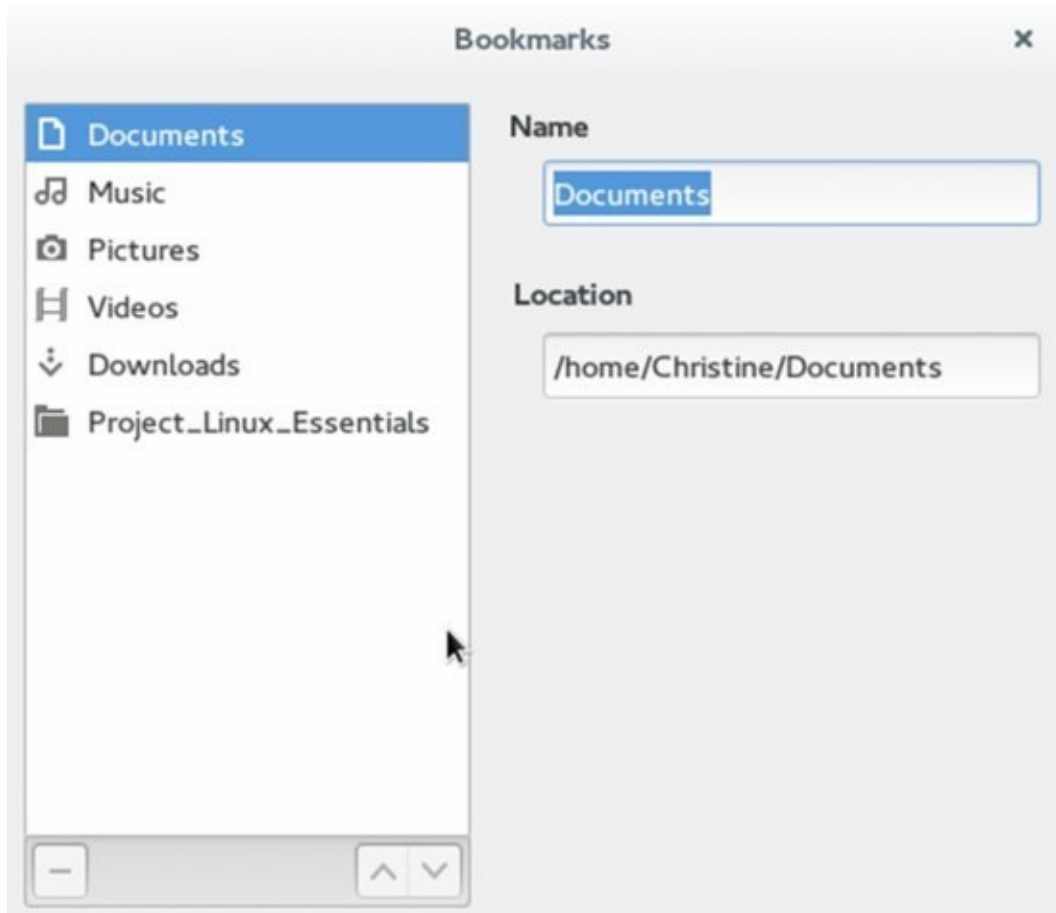 Bookmarks
Documents
Music
Pictures
Videos
Downloads
Project_Linux_Essentials
Name
Documents
Location
/home/Christine/Documents